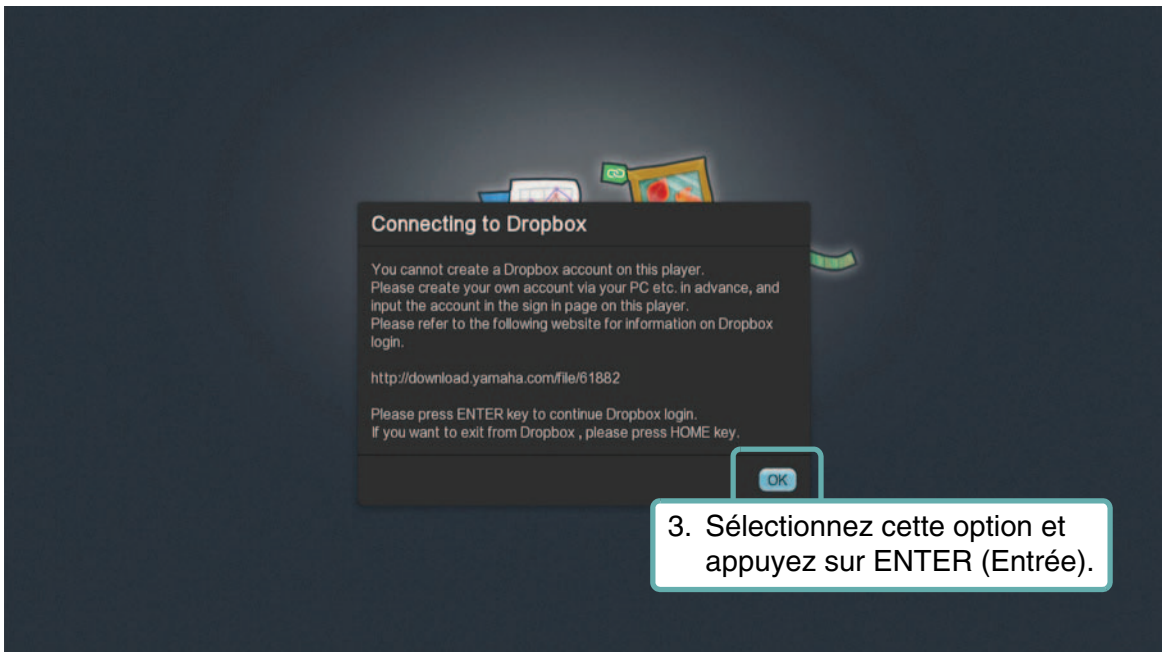 Connecting to Dropbox
You cannot create a Dropbox account on this player.
Please create your own account via your PC etc. in advance, and
input the account in the sign in page on this player.
Please refer to the following website for information on Dropbox
login.
http://download.yamaha.com/file/61882
Please press ENTER key to continue Dropbox login.
If you want to exit from Dropbox , please press HOME key.
OK
3. Sélectionnez cette option et
appuyez sur ENTER (Entrée).